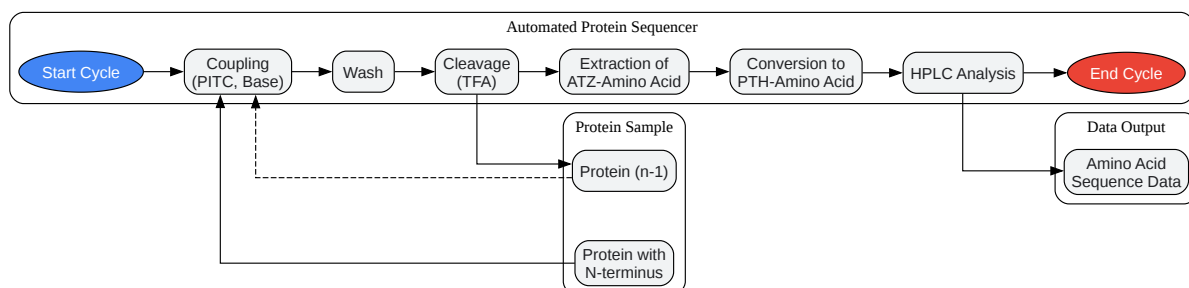 Automated Protein Sequencer
Start Cycle
Coupling
(PITC, Base)
Wash
Cleavage
(TFA)
Extraction of
ATZ-Amino Acid
Conversion to
PTH-Amino Acid
HPLC Analysis
End Cycle
Protein Sample
Protein (n-1)
Protein with
N-terminus
Data Output
Amino Acid
Sequence Data